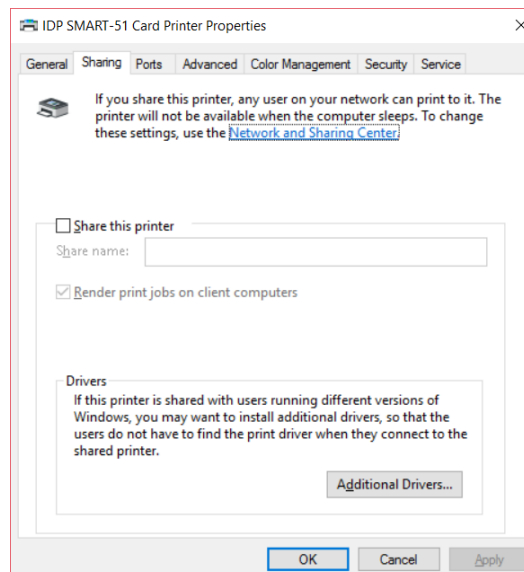 IDP SMART-51 Card Printer Properties
General Sharing Ports Advanced Color Management Security Service
If you share this printer, any user on your network can print to it. The
printer will not be available when the computer sleeps. To change
these settings, use the Network and Sharing Center.
Share this printer
Share name:
Render print jobs on client computers
Drivers
If this printer is shared with users running different versions of
Windows, you may want to install additional drivers, so that the
users do not have to find the print driver when they connect to the
shared printer.
Additional Drivers...
OK Cancel Apply